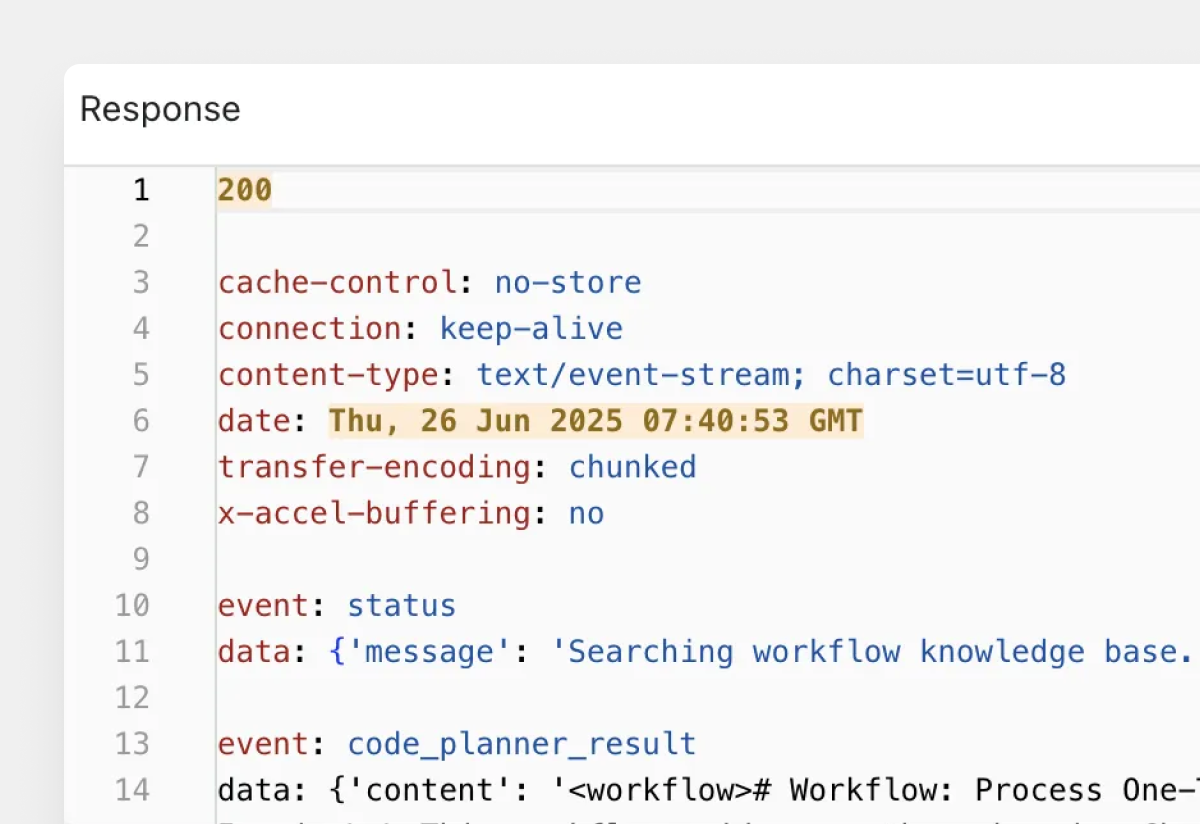 Response
1 200
2
3 cache-control: no-store
4 connection: keep-alive
5 content-type: text/event-stream; charset=utf-8
6 date: Thu, 26 Jun 2025 07:40:53 GMT
7 transfer-encoding: chunked
8 x-accel-buffering: no
9
10 event: status
11 data: {'message': 'Searching workflow knowledge base.
12
13 event: code_planner_result
14 data: {'content': '<workflow># Workflow: Process One-